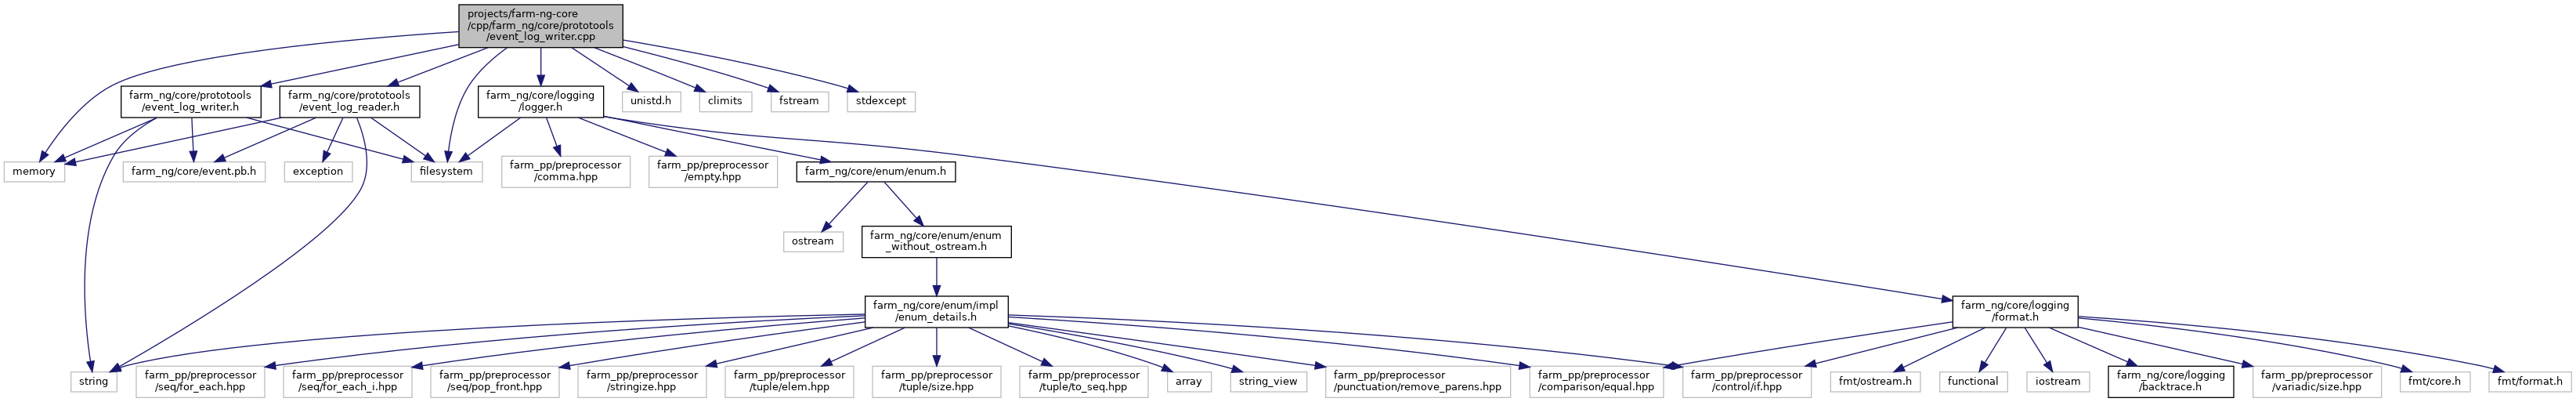 projects/farm-ng-core
/cpp/farm_ng/core/prototools
/event_log_writer.cpp
farm_ng/core/prototools
/event_log_writer.h
farm_ng/core/prototools
/event_log_reader.h
farm_ng/core/logging
/logger.h
unistd.h
climits
fstream
stdexcept
memory
farm_ng/core/event.pb.h
exception
filesystem
farm_pp/preprocessor
/comma.hpp
farm_pp/preprocessor
/empty.hpp
farm_ng/core/enum/enum.h
ostream
farm_ng/core/enum/enum
_without_ostream.h
farm_ng/core/enum/impl
/enum_details.h
farm_ng/core/logging
/format.h
string
farm_pp/preprocessor
/seq/for_each.hpp
farm_pp/preprocessor
/seq/for_each_i.hpp
farm_pp/preprocessor
/seq/pop_front.hpp
farm_pp/preprocessor
/stringize.hpp
farm_pp/preprocessor
/tuple/elem.hpp
farm_pp/preprocessor
/tuple/size.hpp
farm_pp/preprocessor
/tuple/to_seq.hpp
array
string_view
farm_pp/preprocessor
/punctuation/remove_parens.hpp
farm_pp/preprocessor
/comparison/equal.hpp
farm_pp/preprocessor
/control/if.hpp
fmt/ostream.h
functional
iostream
farm_ng/core/logging
/backtrace.h
farm_pp/preprocessor
/variadic/size.hpp
fmt/core.h
fmt/format.h